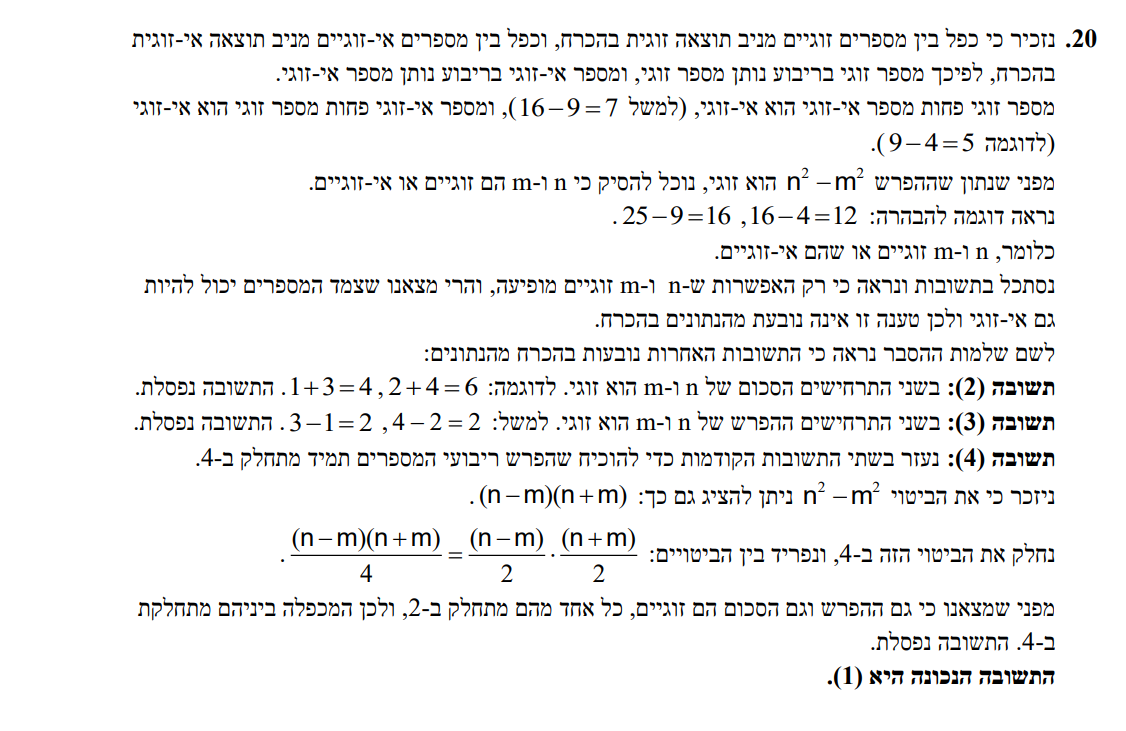 20. נזכיר כי כפל בין מספרים זוגיים מניב תוצאה זוגית בהכרח, וכפל בין מספרים אי-זוגיים מניב תוצאה אי-זוגית
בהכרח, לפיכך מספר זוגי בריבוע נותן מספר זוגי, ומספר אי-זוגי בריבוע נותן מספר אי-זוגי.
מספר זוגי פחות מספר אי-זוגי הוא אי-זוגי, (למשל 16−9=7), ומספר אי-זוגי פחות מספר זוגי הוא אי-זוגי
(לדוגמה 9−4=5).
מפני שנתון שההפרש n² −m² הוא זוגי, נוכל להסיק כי n ו-m הם זוגיים או אי-זוגיים.
נראה דוגמה להבהרה: 16−4=12, 25−9=16.
כלומר, n ו-m זוגיים או שהם אי-זוגיים.
נסתכל בתשובות ונראה כי רק האפשרות ש-n ו-m זוגיים מופיעה, והרי מצאנו שצמד המספרים יכול להיות
גם אי-זוגי ולכן טענה זו אינה נובעת מהנתונים בהכרח.
לשם שלמות ההסבר נראה כי התשובות האחרות נובעות בהכרח מהנתונים:
תשובה (2): בשני התרחישים הסכום של n ו-m הוא זוגי. לדוגמה: 2+4=6, 1+3=4. התשובה נפסלת.
תשובה (3): בשני התרחישים ההפרש של n ו-m הוא זוגי. למשל: 4−2=2, 3−1=2. התשובה נפסלת.
תשובה (4): נעזר בשתי התשובות הקודמות כדי להוכיח שהפרש ריבועי המספרים תמיד מתחלק ב-4.
ניזכר כי את הביטוי n² −m² ניתן להציג גם כך: (n−m)(n+m).
נחלק את הביטוי הזה ב-4, ונפריד בין הביטויים: (n−m)(n+m)/4 = (n−m)/2 · (n+m)/2.
מפני שמצאנו כי גם ההפרש וגם הסכום הם זוגיים, כל אחד מהם מתחלק ב-2, ולכן המכפלה ביניהם מתחלקת
ב-4. התשובה נפסלת.
התשובה הנכונה היא (1).